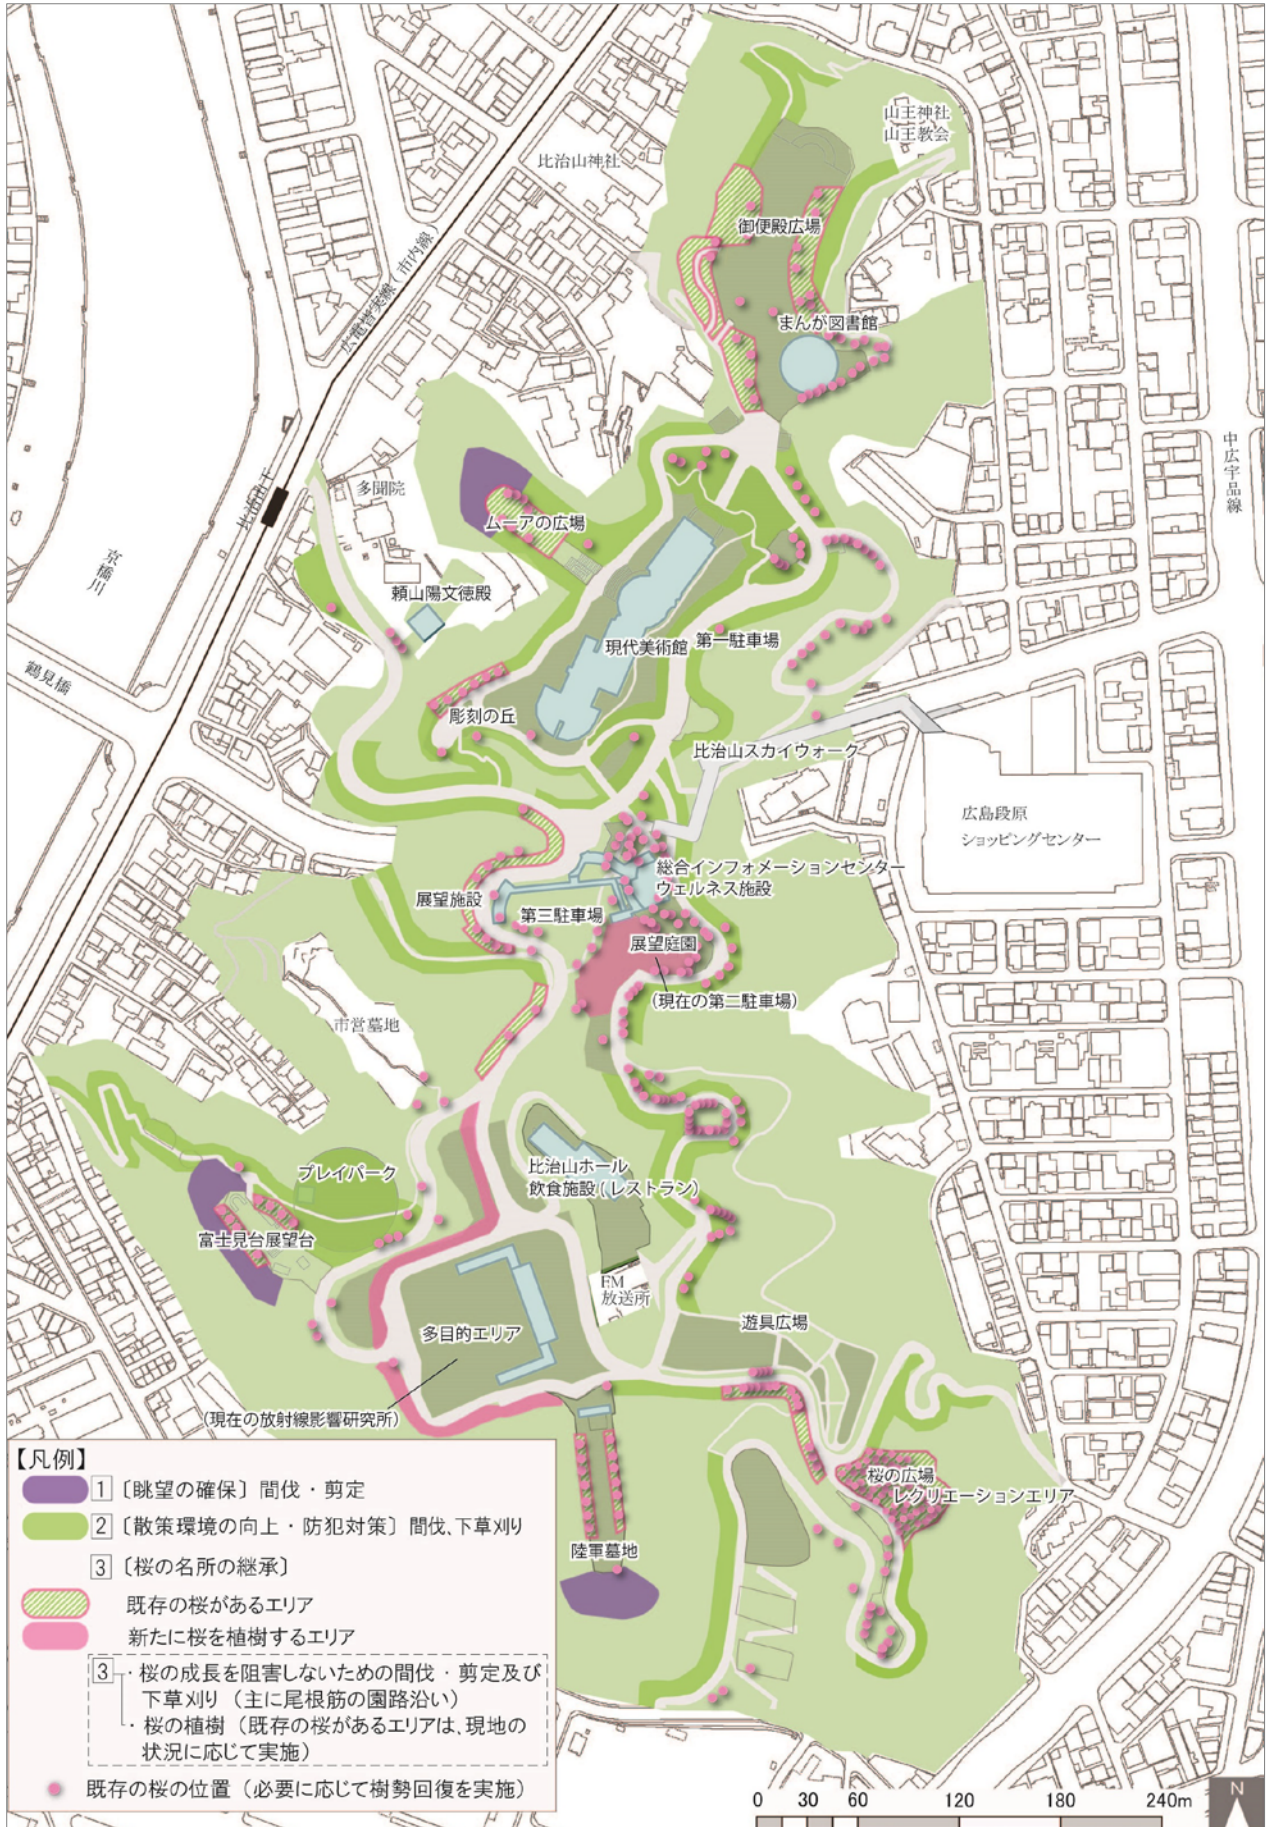 山王神社
山王教会
比治山神社
御便殿広場
広電皆実線(市内線)
まんが図書館
中広宇品線
多聞院
ムーアの広場
京橋川
頼山陽文徳殿
現代美術館
第一駐車場
鶴見橋
彫刻の丘
比治山スカイウォーク
広島段原
ショッピングセンター
総合インフォメーションセンター
ウェルネス施設
展望施設
第三駐車場
展望庭園
(現在の第二駐車場)
市営墓地
プレイパーク
比治山ホール
飲食施設(レストラン)
富士見台展望台
FM
放送所
遊具広場
多目的エリア
(現在の放射線影響研究所)
桜の広場
レクリエーションエリア
陸軍墓地
【凡例】
1〔眺望の確保〕間伐・剪定
2〔散策環境の向上・防犯対策〕間伐、下草刈り
3〔桜の名所の継承〕
既存の桜があるエリア
新たに桜を植樹するエリア
3・桜の成長を阻害しないための間伐・剪定及び
下草刈り(主に尾根筋の園路沿い)
・桜の植樹(既存の桜があるエリアは、現地の
状況に応じて実施)
既存の桜の位置(必要に応じて樹勢回復を実施)
0 30 60 120 180 240m
N